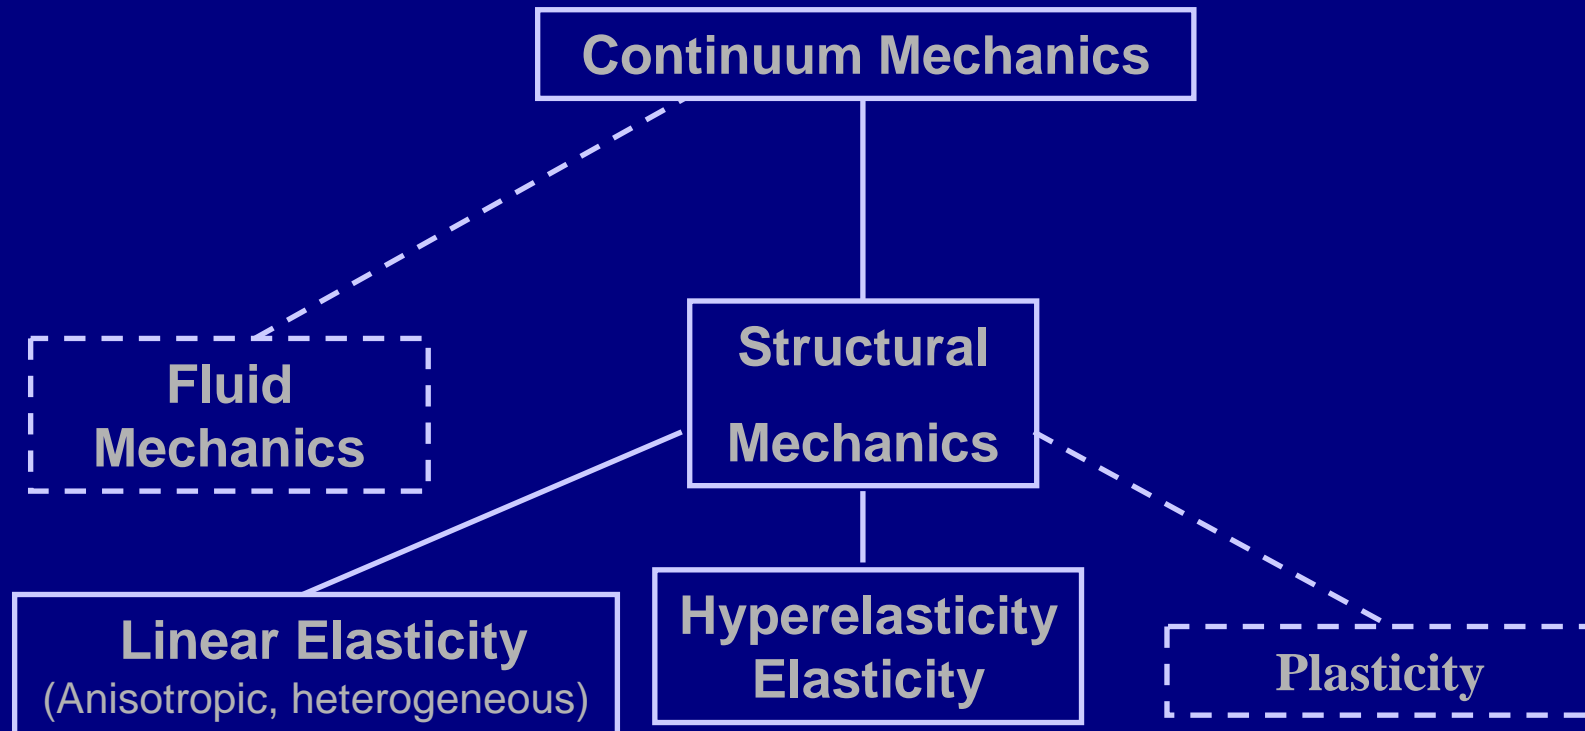 Continuum Mechanics
Structural
Mechanics
Fluid
Mechanics
Linear Elasticity
(Anisotropic, heterogeneous)
Hyperelasticity
Elasticity
Plasticity